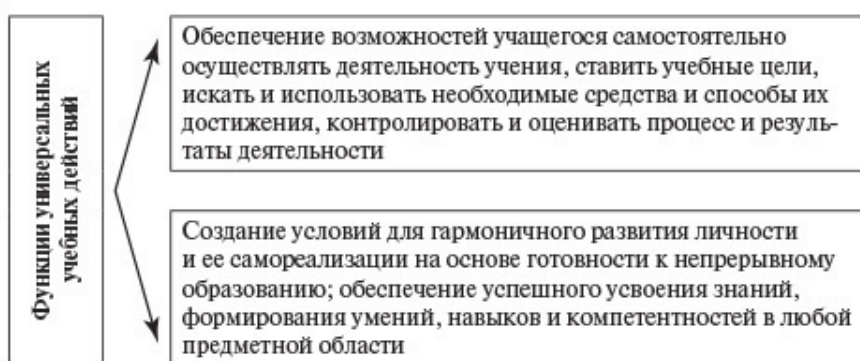 Функции универсальных
учебных действий
Обеспечение возможностей учащегося самостоятельно
осуществлять деятельность учения, ставить учебные цели,
искать и использовать необходимые средства и способы их
достижения, контролировать и оценивать процесс и резуль-
таты деятельности
Создание условий для гармоничного развития личности
и ее самореализации на основе готовности к непрерывному
образованию; обеспечение успешного усвоения знаний,
формирования умений, навыков и компетентностей в любой
предметной области